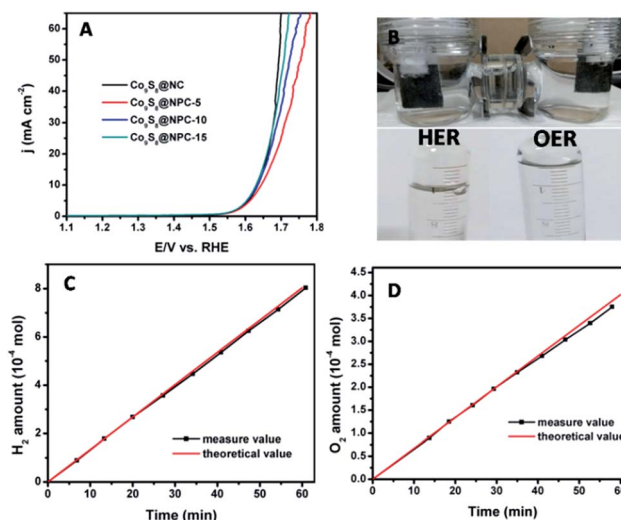 A
Co9S8@NC
Co9S8@NPC-5
Co9S8@NPC-10
Co9S8@NPC-15
j (mA cm-2)
60
50
40
30
20
10
0
1.1 1.2 1.3 1.4 1.5 1.6 1.7 1.8
E/V vs. RHE
B
HER OER
C
H2 amount (10-4 mol)
8
6
4
2
0
measure value
theoretical value
0 10 20 30 40 50 60
Time (min)
D
O2 amount (10-4 mol)
4.5
4.0
3.5
3.0
2.5
2.0
1.5
1.0
0.5
0.0
measure value
theoretical value
0 10 20 30 40 50 60
Time (min)